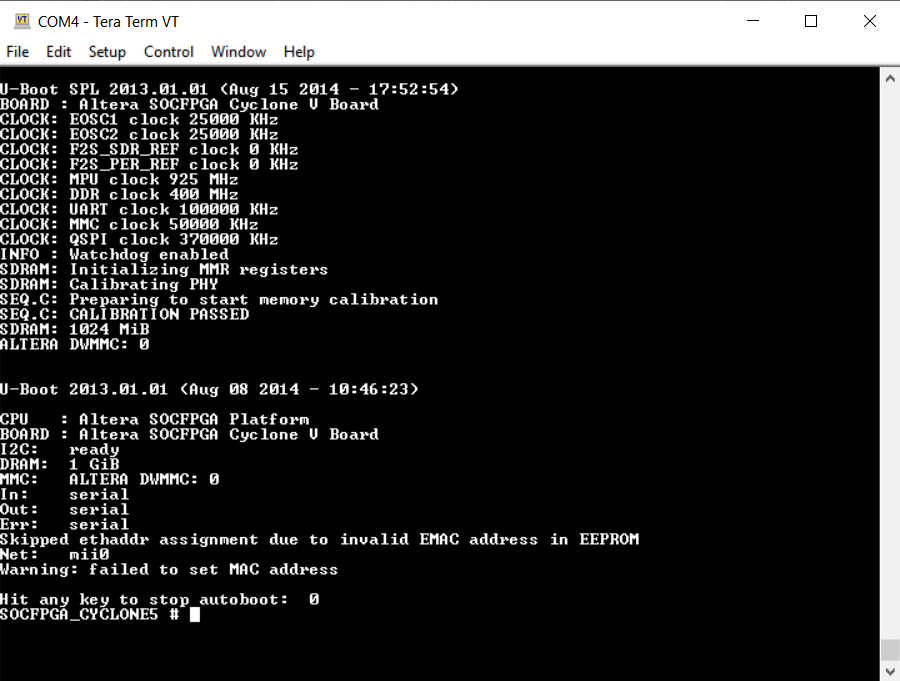 COM4 - Tera Term VT
File Edit Setup Control Window Help
U-Boot SPL 2013.01.01 (Aug 15 2014 - 17:52:54)
BOARD : Altera SOCFPGA Cyclone V Board
CLOCK: EOSC1 clock 25000 KHz
CLOCK: EOSC2 clock 25000 KHz
CLOCK: F2S_SDR_REF clock 0 KHz
CLOCK: F2S_PER_REF clock 0 KHz
CLOCK: MPU clock 925 MHz
CLOCK: DDR clock 400 MHz
CLOCK: UART clock 100000 KHz
CLOCK: MMC clock 50000 KHz
CLOCK: QSPI clock 370000 KHz
INFO : Watchdog enabled
SDRAM: Initializing MMR registers
SDRAM: Calibrating PHY
SEQ.C: Preparing to start memory calibration
SEQ.C: CALIBRATION PASSED
SDRAM: 1024 MiB
ALTERA DWMMC: 0
U-Boot 2013.01.01 (Aug 08 2014 - 10:46:23)
CPU   : Altera SOCFPGA Platform
BOARD : Altera SOCFPGA Cyclone V Board
I2C:   ready
DRAM:  1 GiB
MMC:   ALTERA DWMMC: 0
In:    serial
Out:   serial
Err:   serial
Skipped ethaddr assignment due to invalid EMAC address in EEPROM
Net:   mii0
Warning: failed to set MAC address
Hit any key to stop autoboot:  0
SOCFPGA_CYCLONE5 #